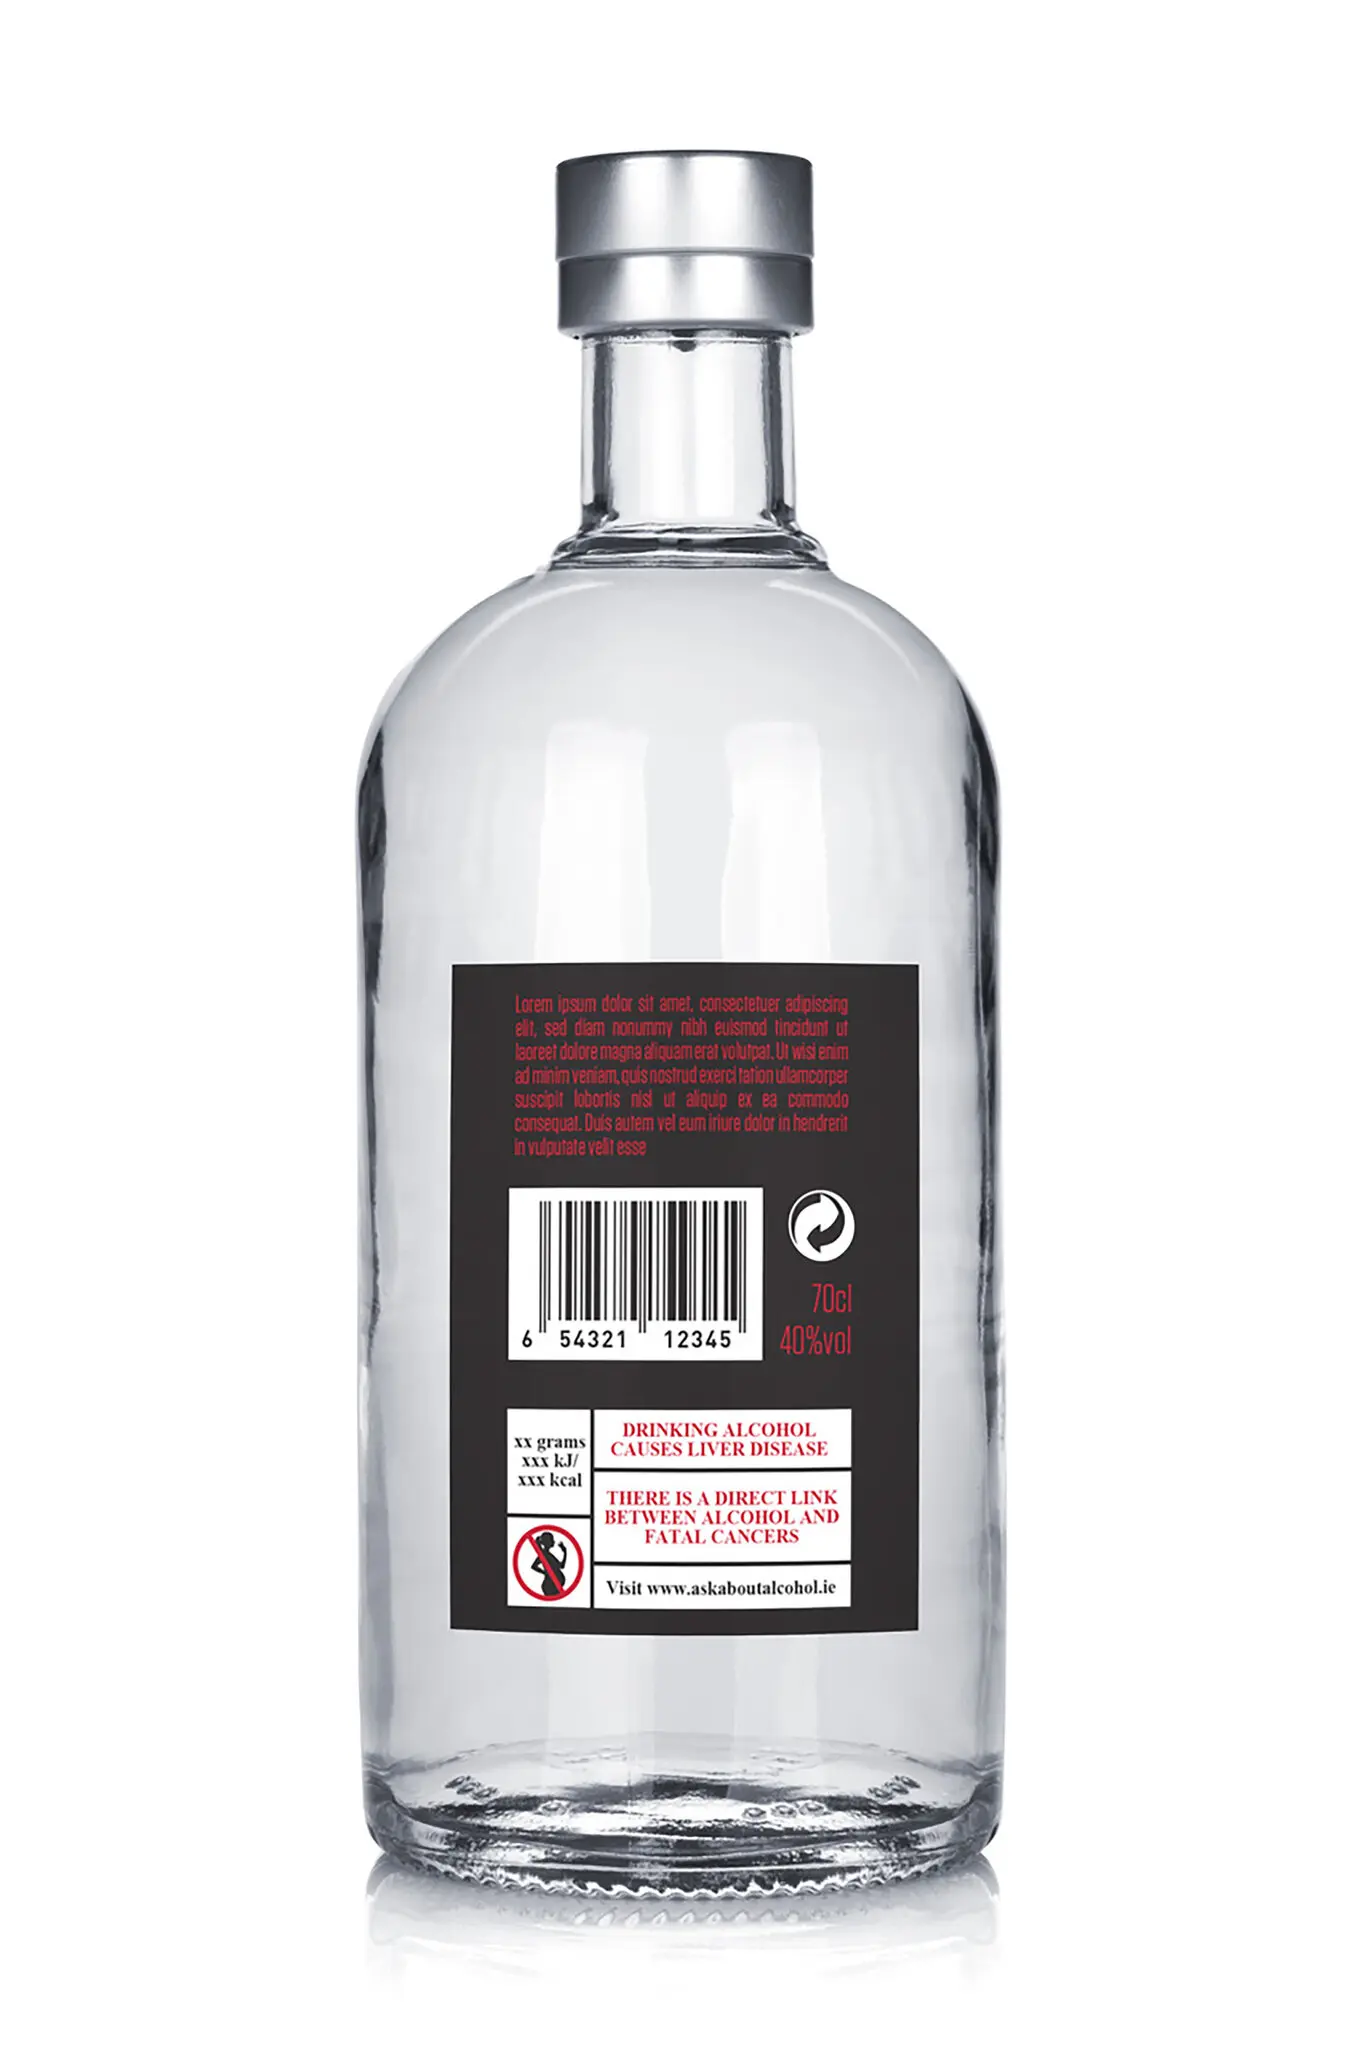 Lorem ipsum dolor sit amet, consectetuer adipiscing
elit, sed diam nonummy nibh euismod tincidunt ut
laoreet dolore magna aliquam erat volutpat. Ut wisi enim
ad minim veniam, quis nostrud exerci tation ullamcorper
suscipit lobortis nisl ut aliquip ex ea commodo
consequat. Duis autem vel eum iriure dolor in hendrerit
in vulputate velit esse
6 54321 12345
70cl
40%vol
xx grams
xxx kJ/
xxx kcal
DRINKING ALCOHOL
CAUSES LIVER DISEASE
THERE IS A DIRECT LINK
BETWEEN ALCOHOL AND
FATAL CANCERS
Visit www.askaboutalcohol.ie